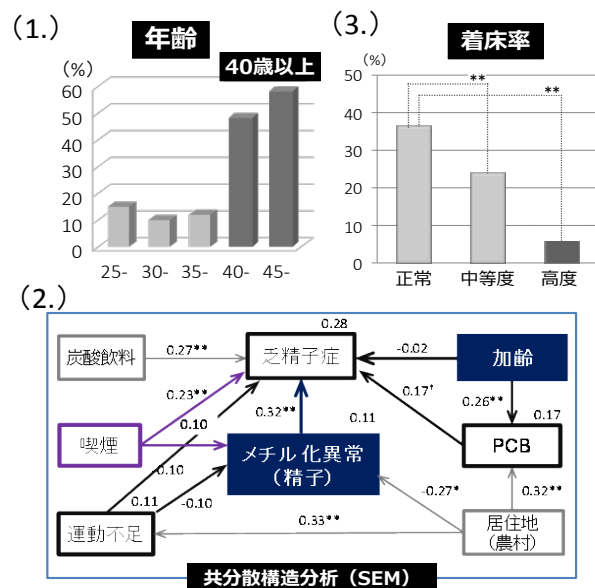 (1.)
年齢
40歳以上
(%)
60
50
40
30
20
10
0
25- 30- 35- 40- 45-
(3.)
着床率
(%)
50
40
30
20
10
0
**
**
正常 中等度 高度
(2.)
炭酸飲料
0.27**
0.28
乏精子症
-0.02
加齢
0.23**
0.10
0.32**
0.17†
0.26**
0.17
喫煙
0.11
メチル化異常
(精子)
PCB
-0.10
0.11
-0.10
-0.27*
0.32**
運動不足
0.33**
居住地
(農村)
共分散構造分析(SEM)